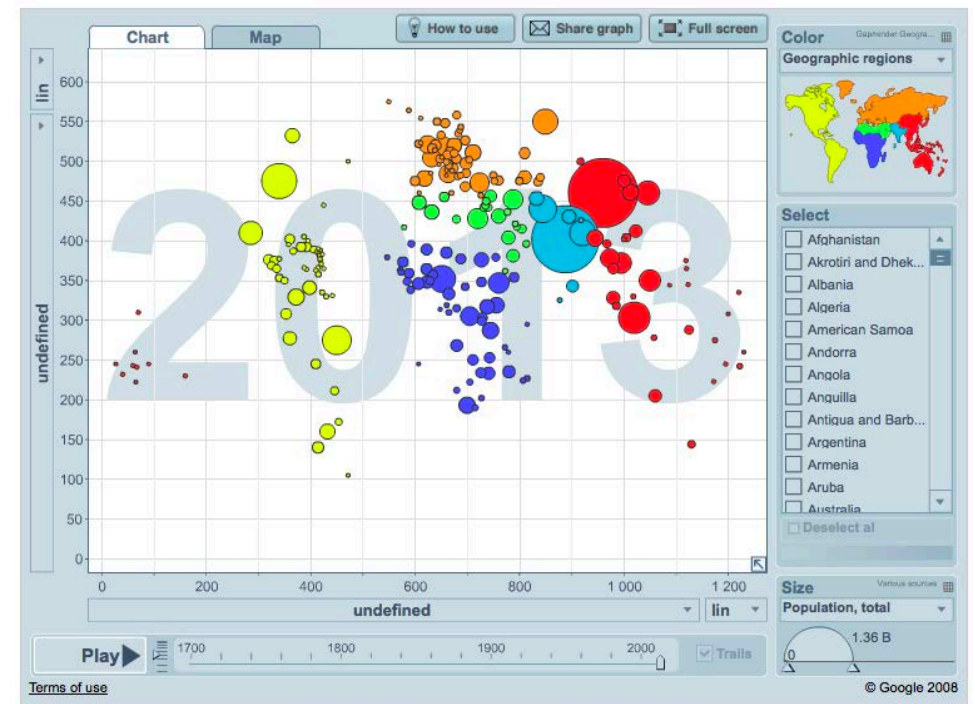 Chart
Map
How to use
Share graph
Full screen
Color
Gapminder Geogra...
Geographic regions
lin
undefined
600
550
500
450
400
350
300
250
200
150
100
50
0
2013
0
200
400
600
800
1 000
1 200
undefined
lin
Select
Afghanistan
Akrotiri and Dhek...
Albania
Algeria
American Samoa
Andorra
Angola
Anguilla
Antigua and Barb...
Argentina
Armenia
Aruba
Australia
Deselect al
Size
Various sources
Population, total
1.36 B
0
Play
1700
1800
1900
2000
Trails
Terms of use
© Google 2008